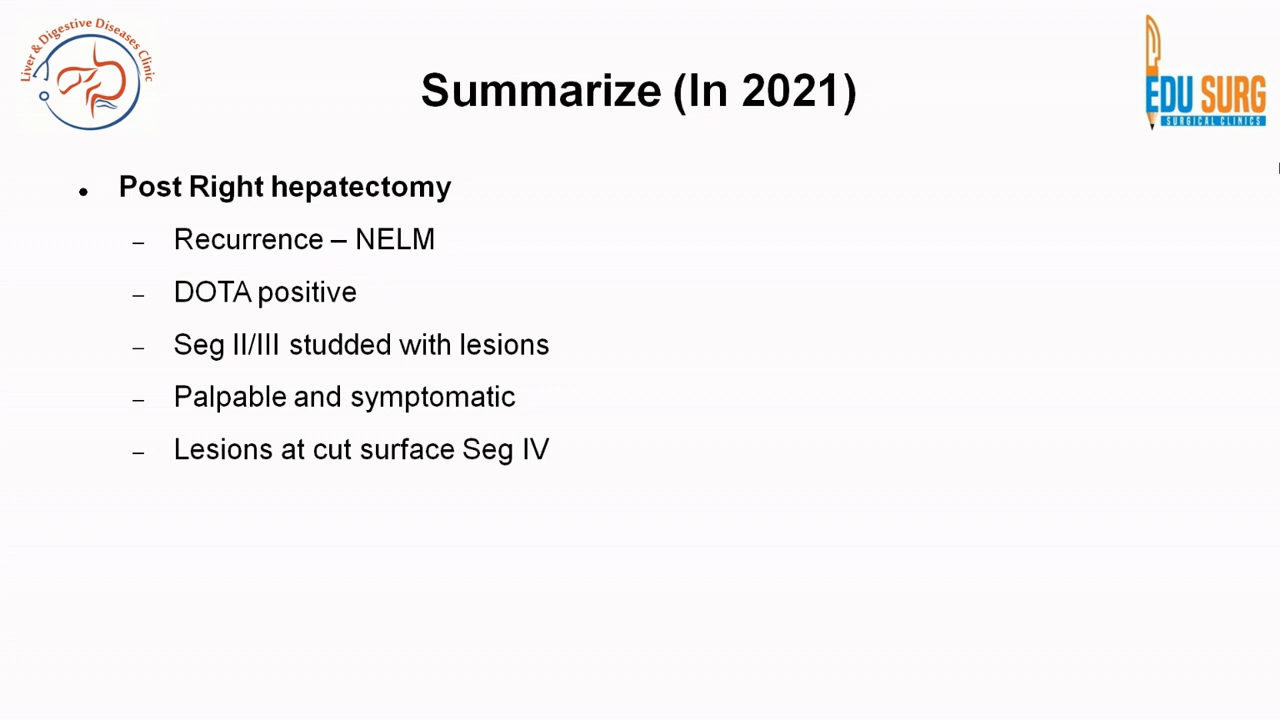 Liver & Digestive Diseases Clinic
EDU SURG
SURGICAL CLINICS
Summarize (In 2021)
• Post Right hepatectomy
– Recurrence – NELM
– DOTA positive
– Seg II/III studded with lesions
– Palpable and symptomatic
– Lesions at cut surface Seg IV